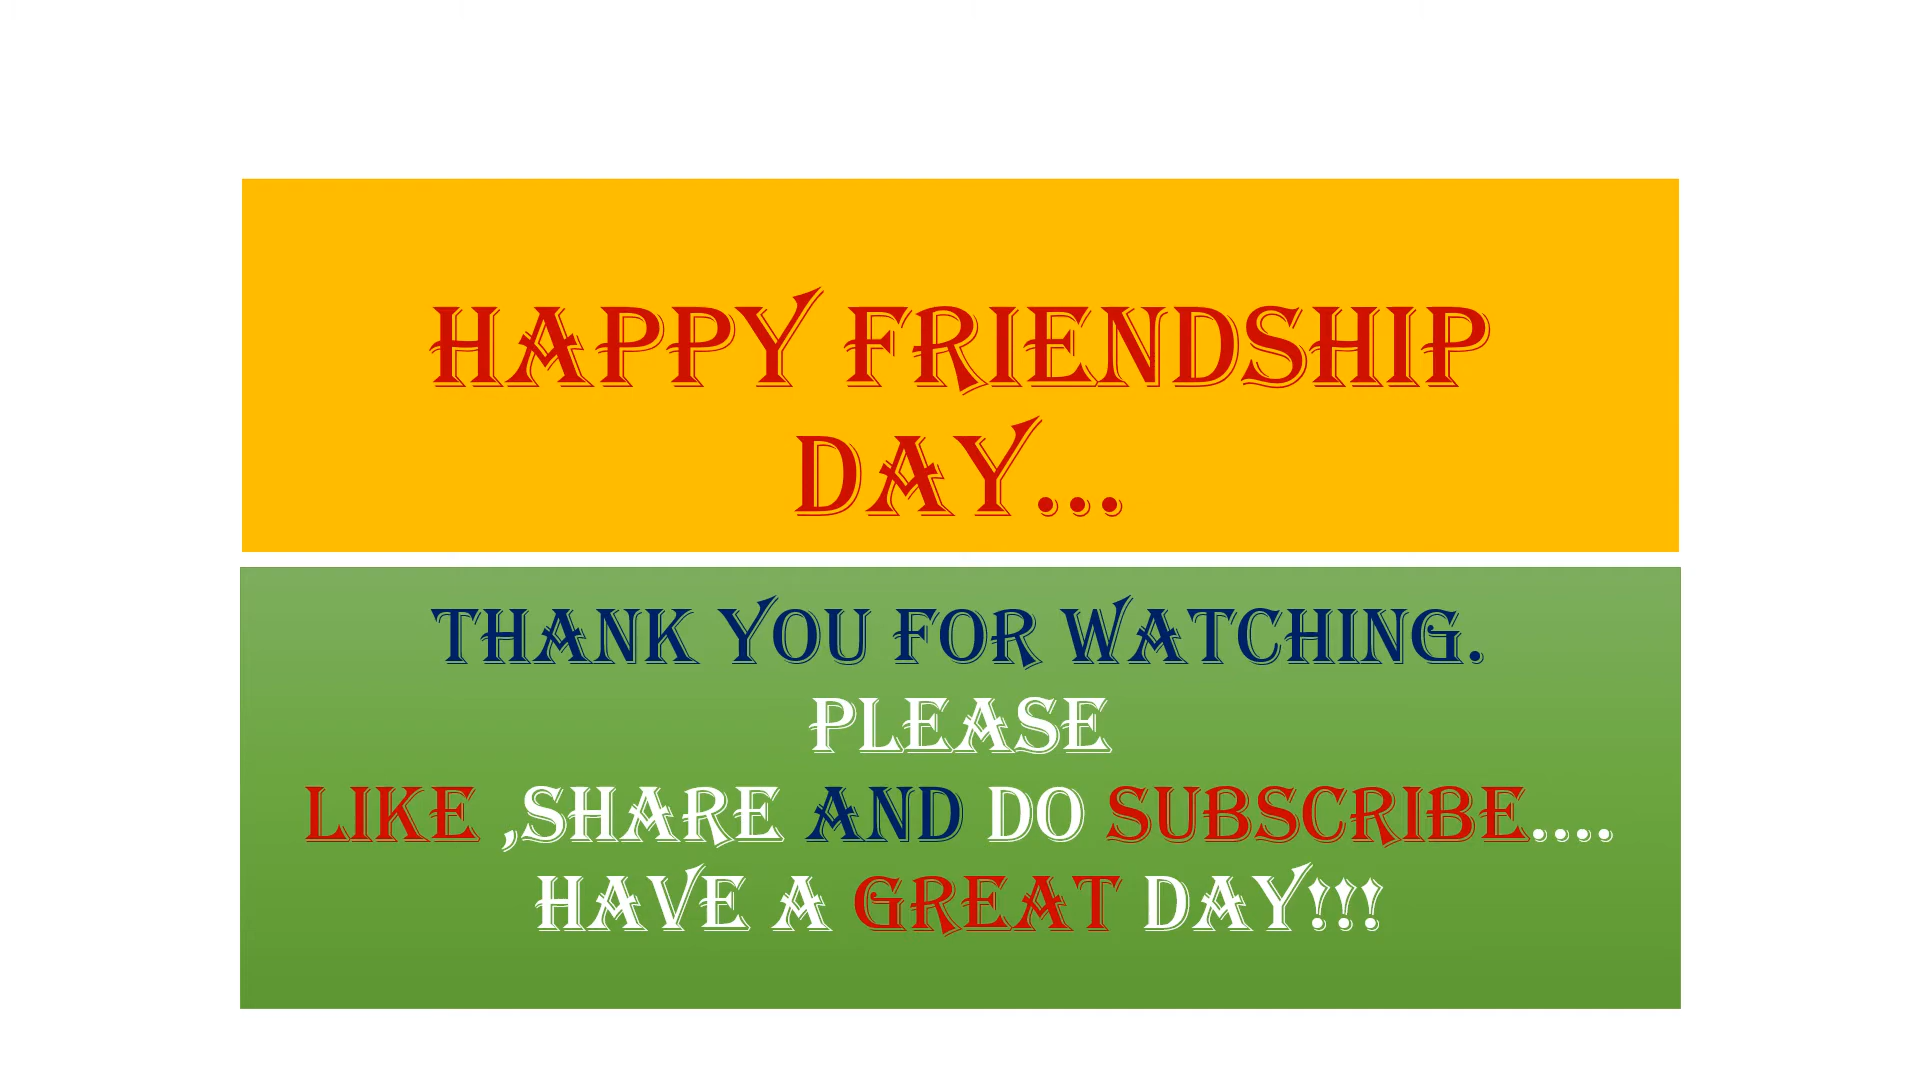 HAPPY FRIENDSHIP
DAY...
THANK YOU FOR WATCHING.
PLEASE
LIKE ,SHARE AND DO SUBSCRIBE....
HAVE A GREAT DAY!!!